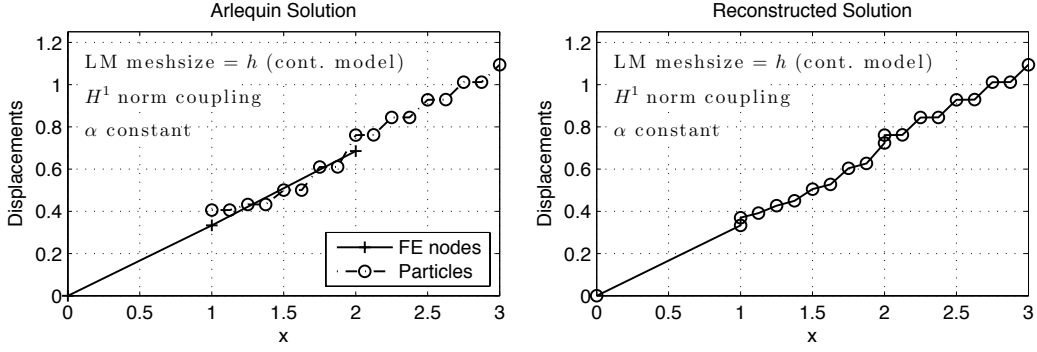 Arlequin Solution
1.2
1
0.8
0.6
0.4
0.2
0
Displacements
LM meshsize = h (cont. model)
H¹ norm coupling
α constant
FE nodes
Particles
0 0.5 1 1.5 2 2.5 3
x
Reconstructed Solution
1.2
1
0.8
0.6
0.4
0.2
0
Displacements
LM meshsize = h (cont. model)
H¹ norm coupling
α constant
0 0.5 1 1.5 2 2.5 3
x